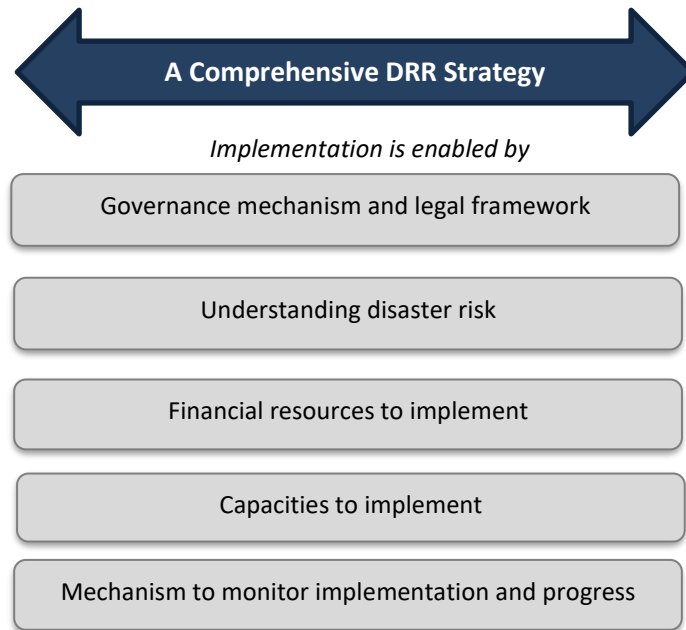 A Comprehensive DRR Strategy
Implementation is enabled by
Governance mechanism and legal framework
Understanding disaster risk
Financial resources to implement
Capacities to implement
Mechanism to monitor implementation and progress